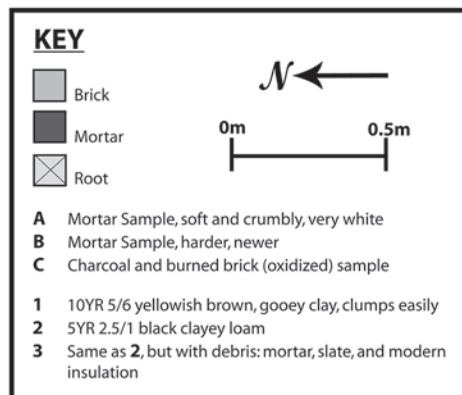 KEY
N
Brick
Mortar
Root
0m 0.5m
A Mortar Sample, soft and crumbly, very white
B Mortar Sample, harder, newer
C Charcoal and burned brick (oxidized) sample
1 10YR 5/6 yellowish brown, gooey clay, clumps easily
2 5YR 2.5/1 black clayey loam
3 Same as 2, but with debris: mortar, slate, and modern
insulation